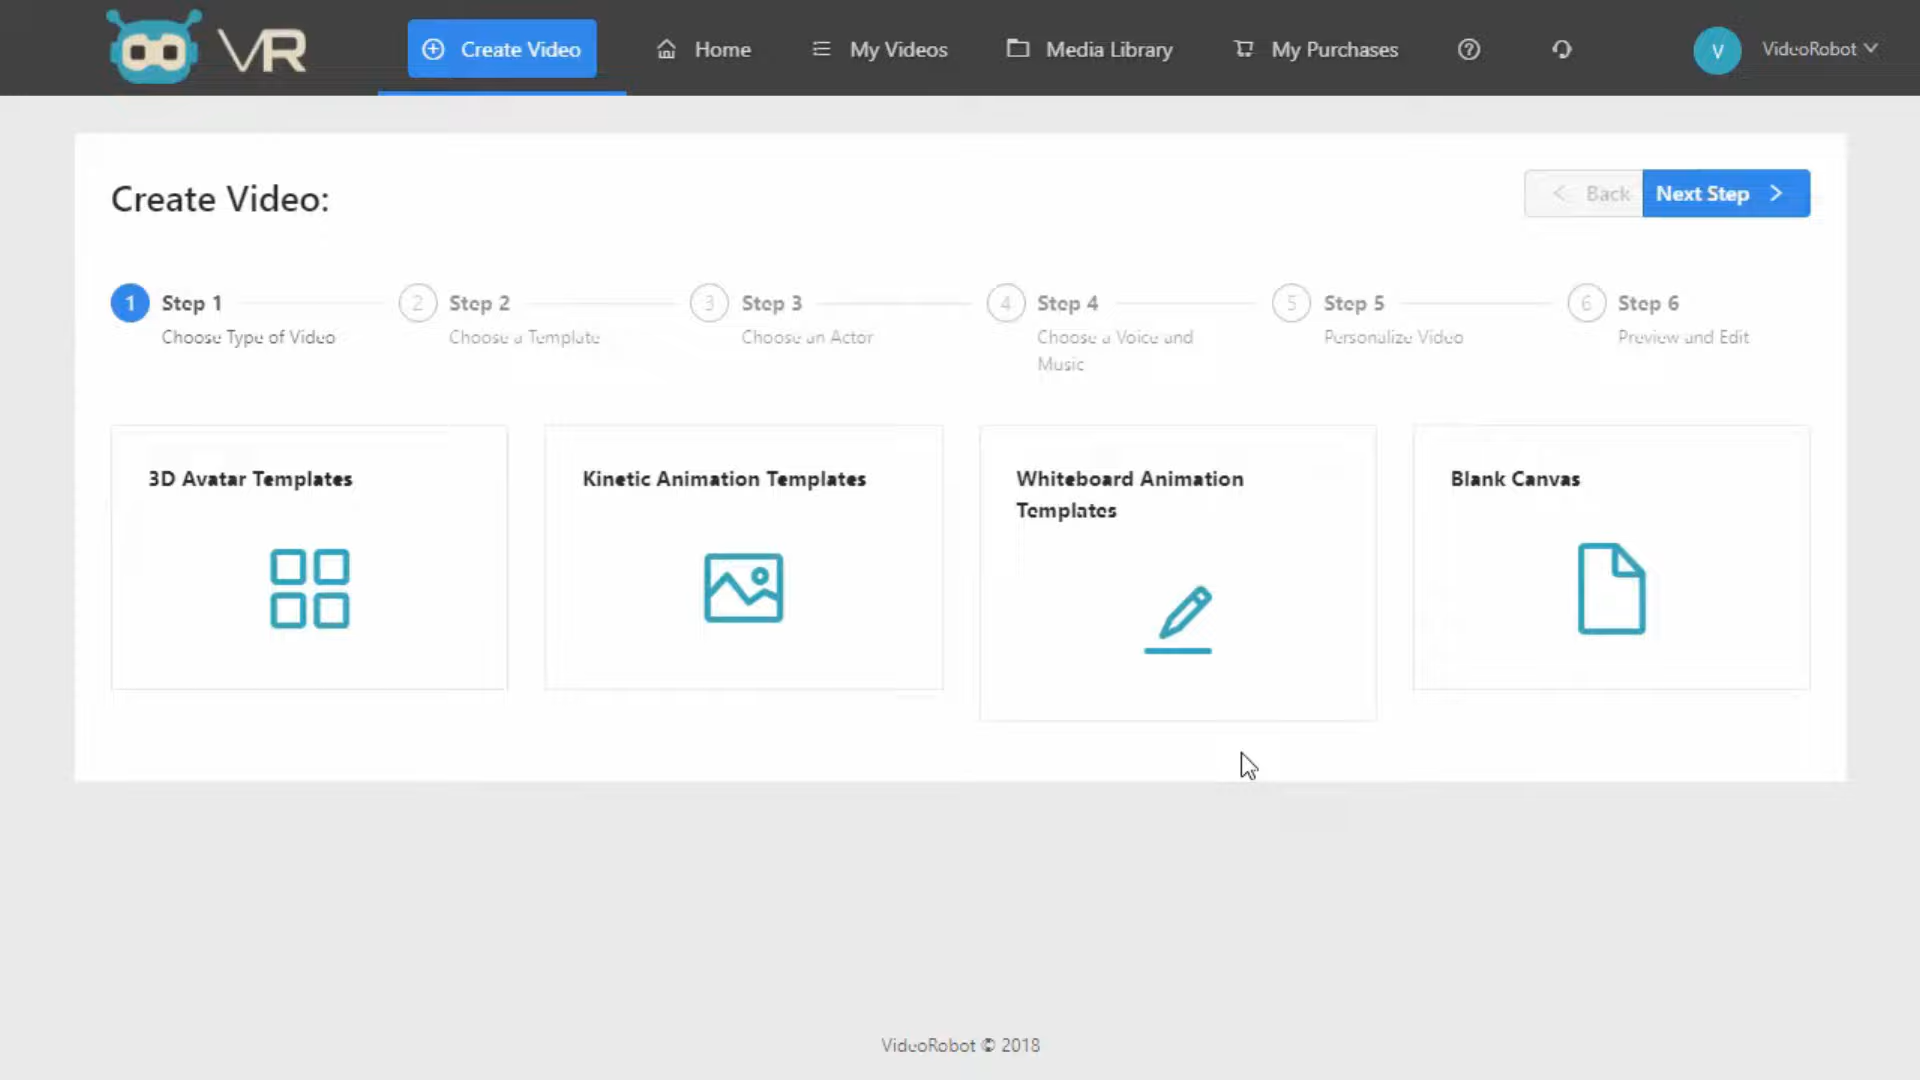 VR
Create Video
Home
My Videos
Media Library
My Purchases
V
VideoRobot
Create Video:
Back
Next Step
1
Step 1
Choose Type of Video
2
Step 2
Choose a Template
3
Step 3
Choose an Actor
4
Step 4
Choose a Voice and
Music
5
Step 5
Personalize Video
6
Step 6
Preview and Edit
3D Avatar Templates
Kinetic Animation Templates
Whiteboard Animation
Templates
Blank Canvas
VideoRobot © 2018